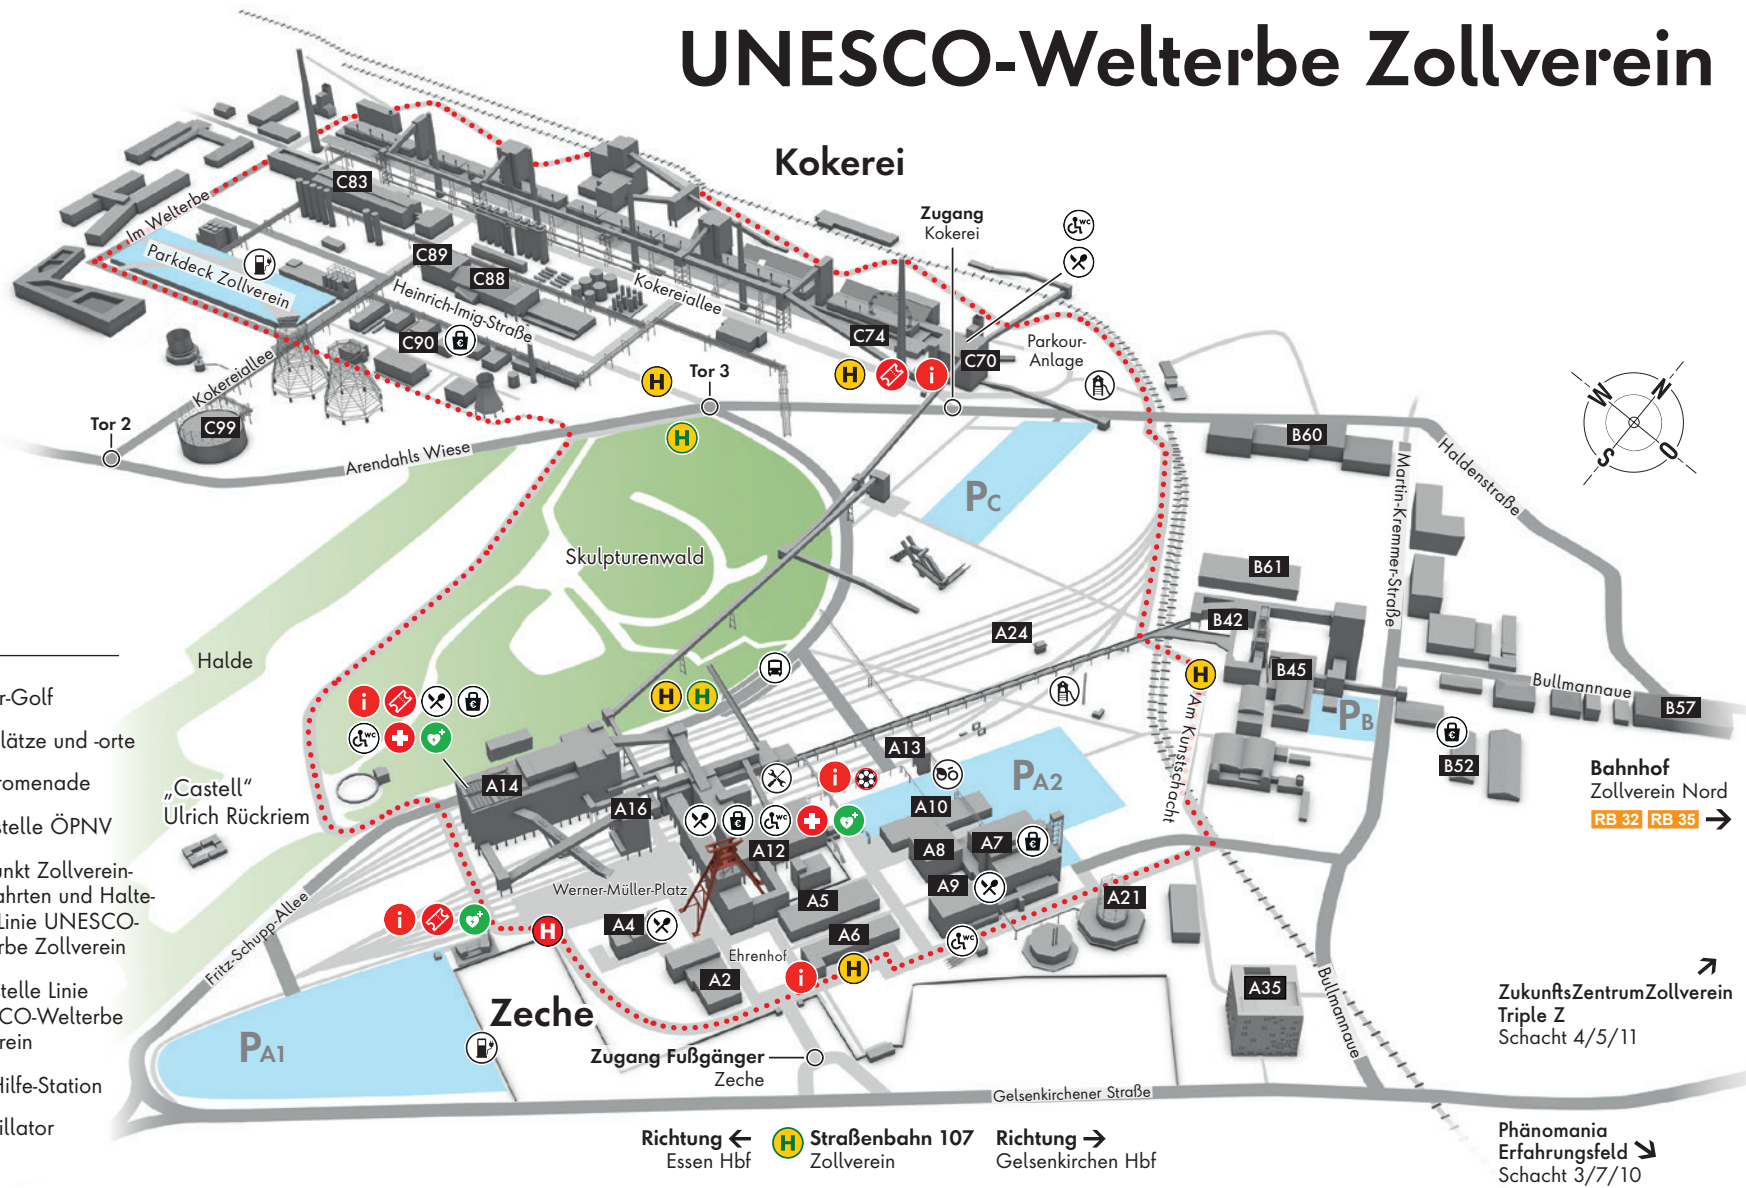 UNESCO-Welterbe Zollverein
Kokerei
Zugang
Kokerei
WC
C83
Im Welterbe
Parkdeck Zollverein
C89
C88
Heinrich-Imig-Straße
Kokereiallee
C90
C74
C70
Parkour-
Anlage
H
H
i
Tor 3
Kokereiallee
Tor 2
C99
Arendahls Wiese
H
B60
Haldenstraße
Martin-Kremmer-Straße
W
N
S
O
PC
Skulpturenwald
B61
B42
A24
Halde
H
H
H
B45
Bullmannaue
B57
PB
Am Kunstschacht
B52
Bahnhof
Zollverein Nord
RB 32 RB 35 →
r-Golf
lätze und -orte
romenade
stelle ÖPNV
unkt Zollverein-
ahrten und Halte-
Linie UNESCO-
rbe Zollverein
stelle Linie
CO-Welterbe
rein
Hilfe-Station
illator
i
€
WC
"Castell"
Ulrich Rückriem
A14
A16
A13
i
PA2
A10
€
WC
A12
A8
A7
€
A9
A5
A21
Werner-Müller-Platz
Fritz-Schupp-Allee
i
H
A4
A6
WC
Ehrenhof
A2
i
H
A35
Bullmannaue
Zeche
PA1
Zugang Fußgänger
Zeche
Gelsenkirchener Straße
ZukunftsZentrumZollverein
Triple Z
Schacht 4/5/11
Richtung ←
Essen Hbf
H
Straßenbahn 107
Zollverein
Richtung →
Gelsenkirchen Hbf
Phänomania
Erfahrungsfeld
Schacht 3/7/10